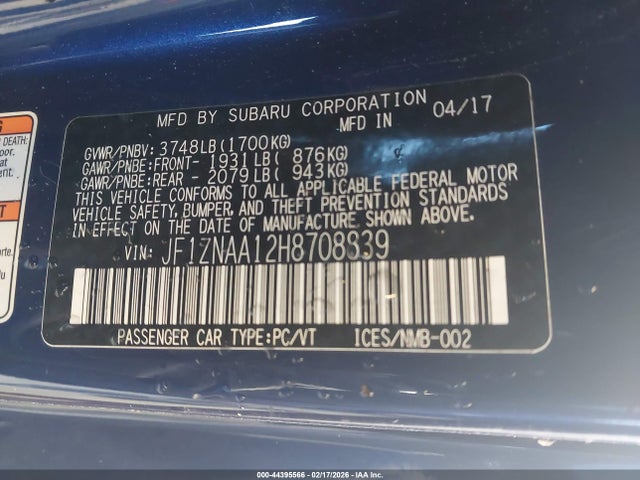 MFD BY SUBARU CORPORATION
MFD IN 04/17
GVWR/PNBV: 3748LB(1700KG)
GAWR/PNBE:FRONT- 1931LB( 876KG)
GAWR/PNBE:REAR - 2079LB( 943KG)
THIS VEHICLE CONFORMS TO ALL APPLICABLE FEDERAL MOTOR
VEHICLE SAFETY, BUMPER, AND THEFT PREVENTION STANDARDS
IN EFFECT ON THE DATE OF MANUFACTURE SHOWN ABOVE.
VIN: JF1ZNAA12H8708839
PASSENGER CAR TYPE:PC/VT ICES/NMB-002
DEATH:
000-44395566 - 02/17/2026 - IAA Inc.